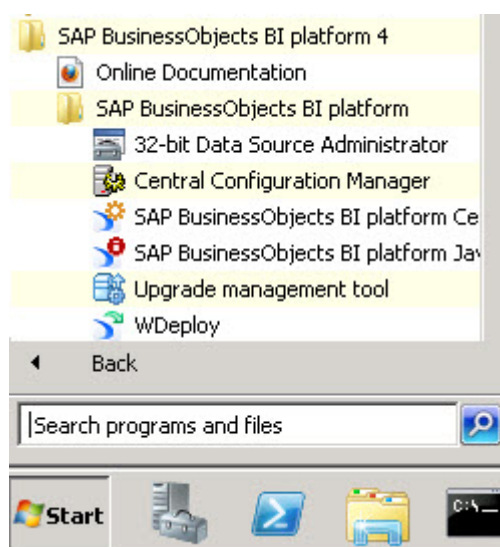 SAP BusinessObjects BI platform 4
Online Documentation
SAP BusinessObjects BI platform
32-bit Data Source Administrator
Central Configuration Manager
SAP BusinessObjects BI platform Ce
SAP BusinessObjects BI platform Jav
Upgrade management tool
WDeploy
Back
Search programs and files
Start
C:\